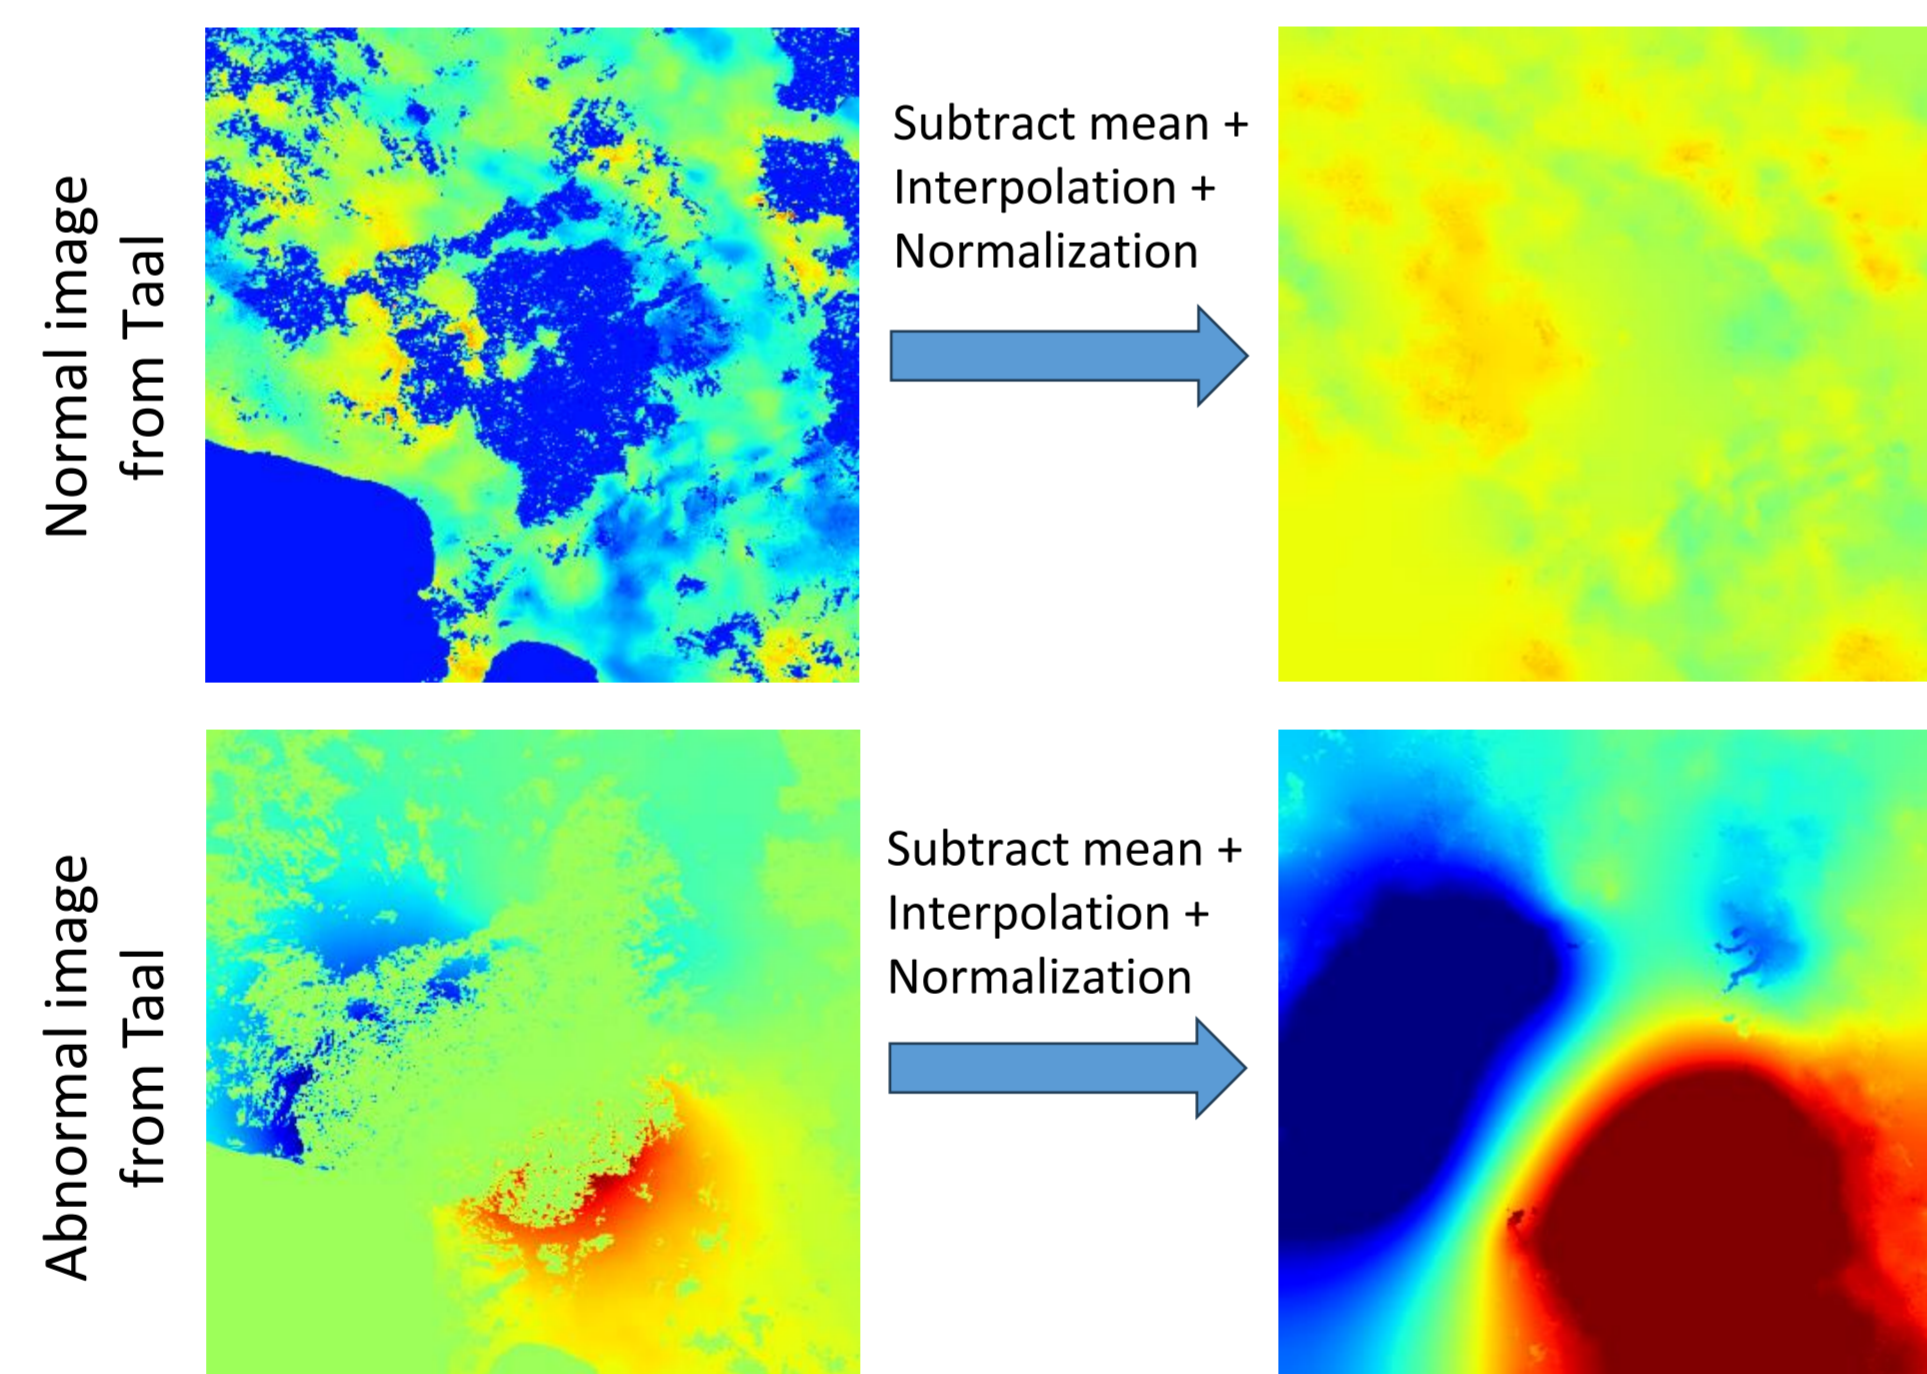 Normal image
from Taal
Subtract mean +
Interpolation +
Normalization
Abnormal image
from Taal
Subtract mean +
Interpolation +
Normalization